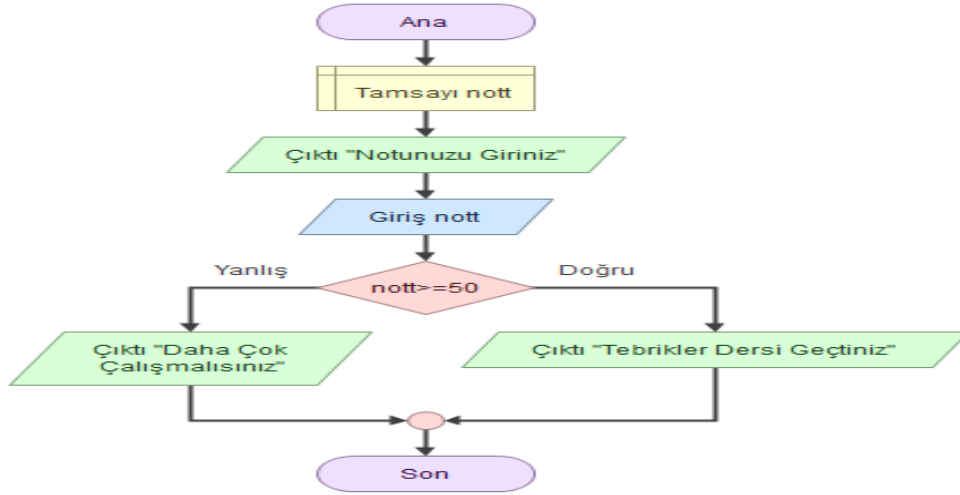 Ana
Tamsayı nott
Çıktı "Notunuzu Giriniz"
Giriş nott
Yanlış
Doğru
nott>=50
Çıktı "Daha Çok
Çalışmalısınız"
Çıktı "Tebrikler Dersi Geçtiniz"
Son